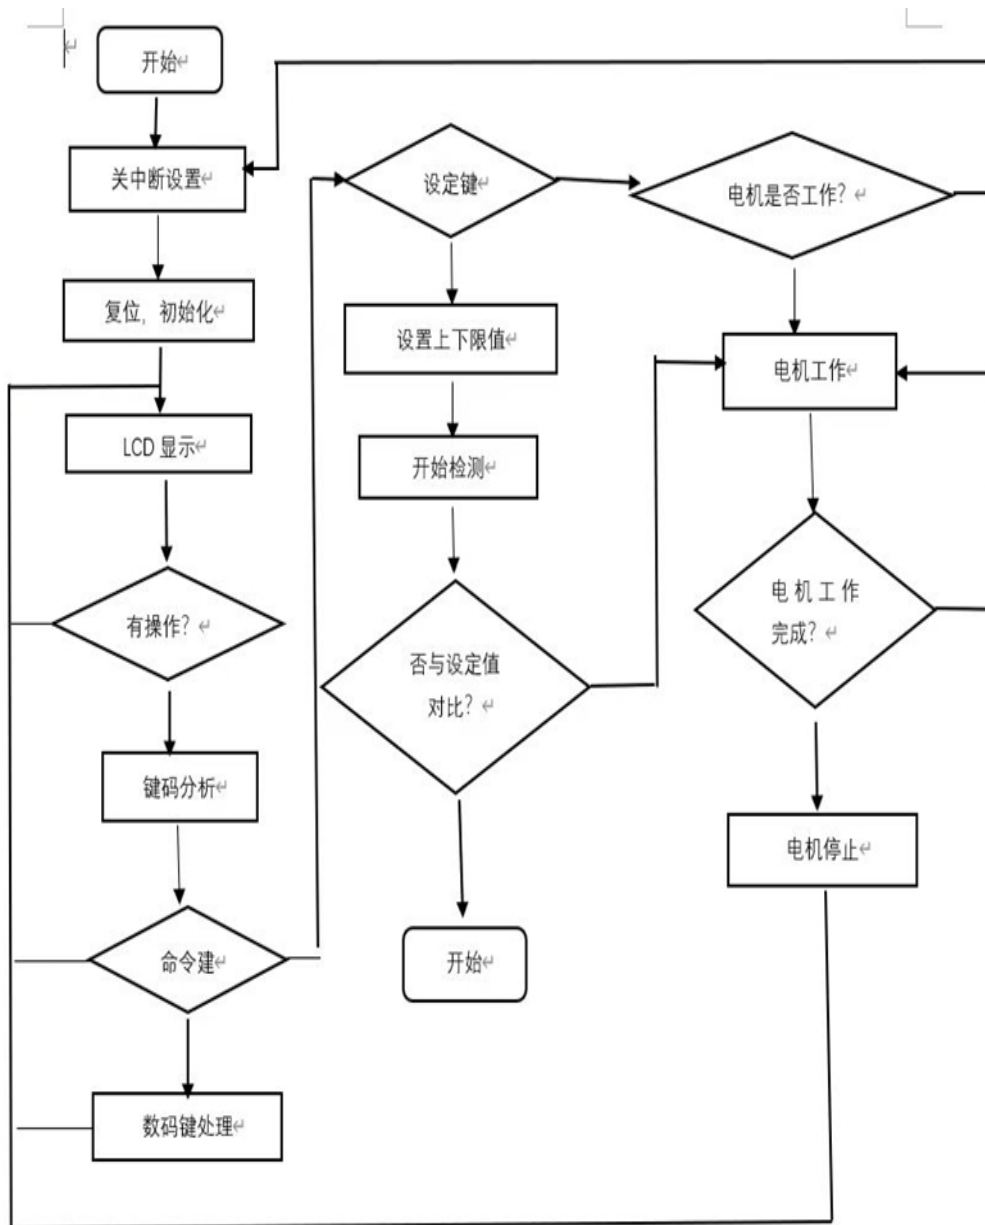 开始
关中断设置
复位，初始化
LCD 显示
有操作？
键码分析
命令建
数码键处理
设定键
设置上下限值
开始检测
否与设定值
对比？
开始
电机是否工作？
电机工作
电机工作
完成？
电机停止